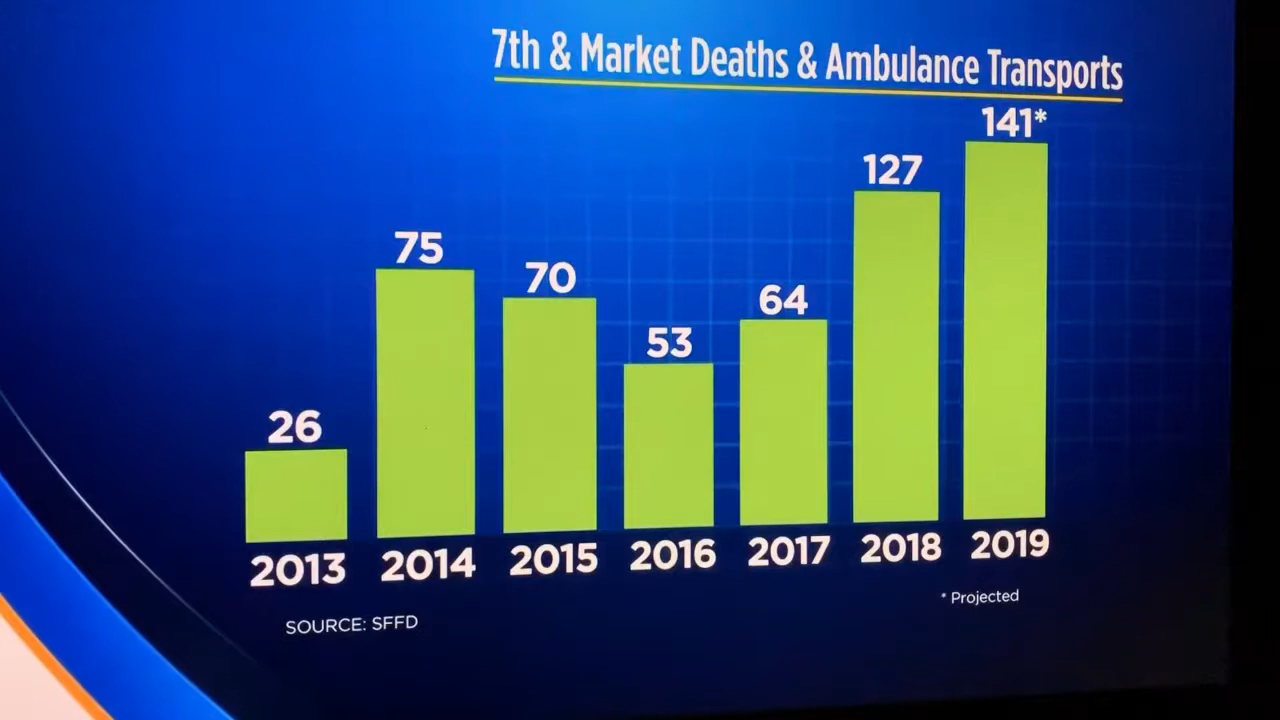 7th & Market Deaths & Ambulance Transports
141*
127
75
70
64
53
26
2013 2014 2015 2016 2017 2018 2019
* Projected
SOURCE: SFFD